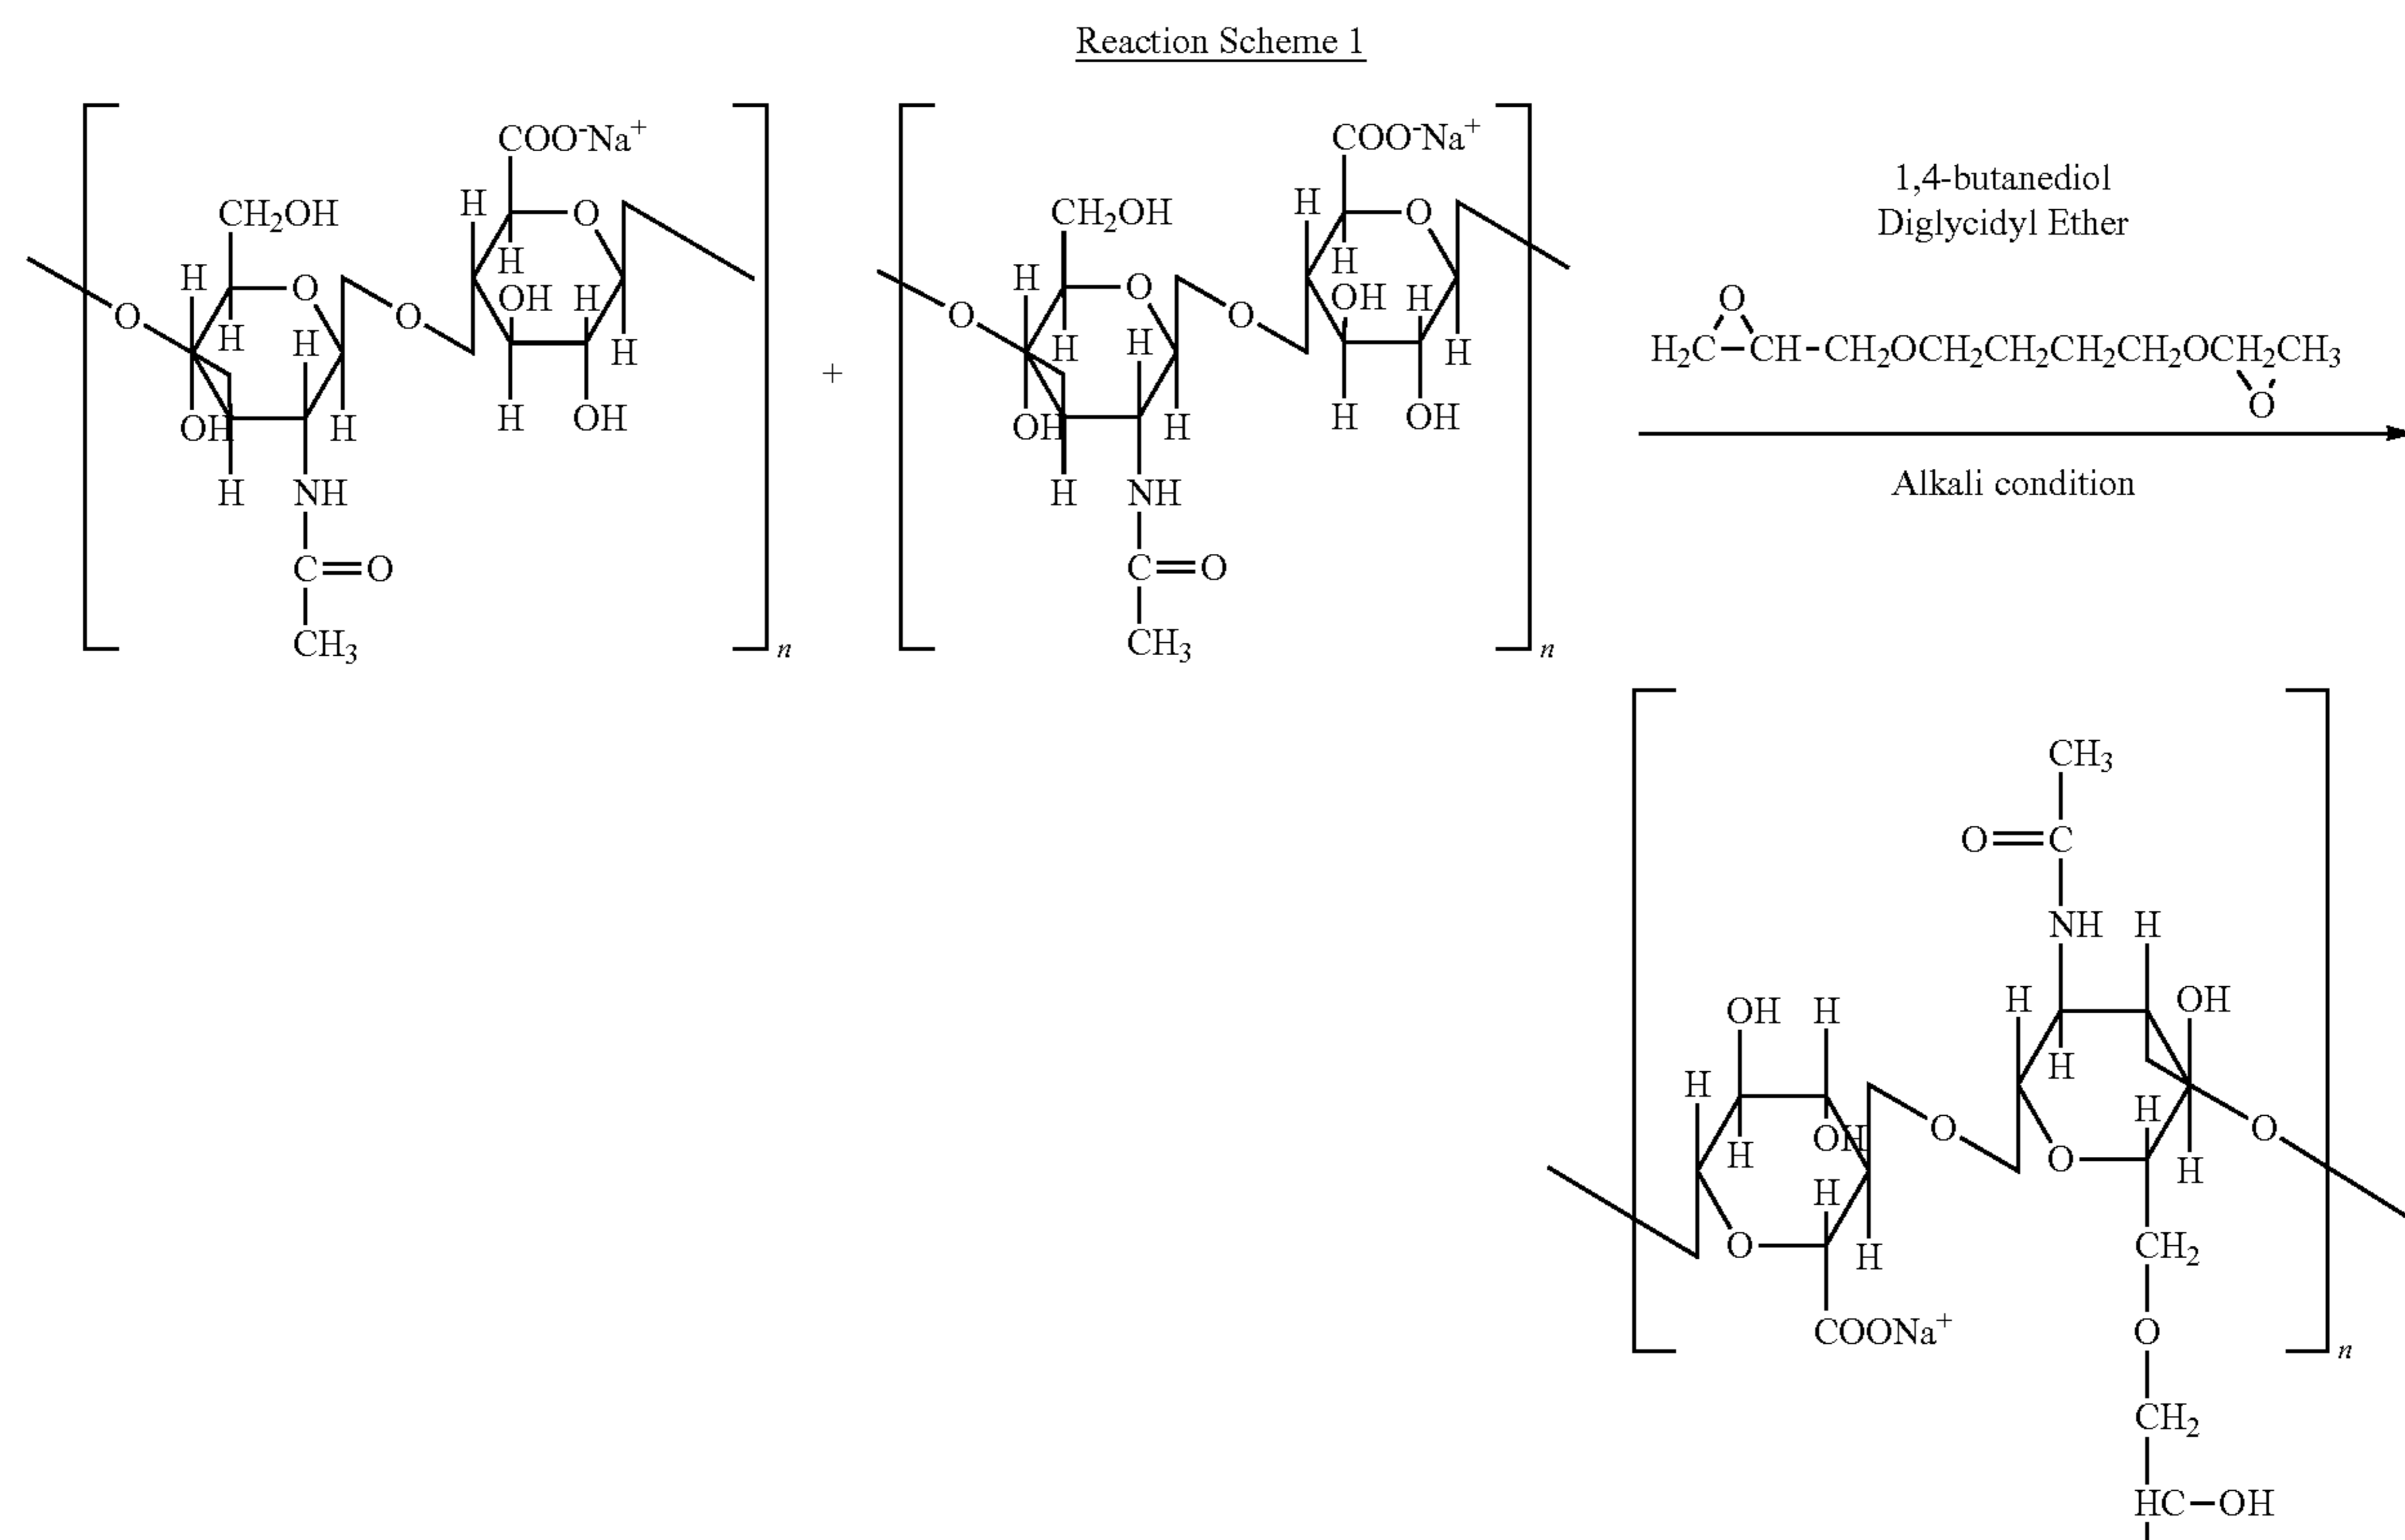 Reaction Scheme 1
COO⁻Na⁺
CH₂OH
H
O
H
H
O
H
OH
H
O
H
H
O
H
OH
H
H
H
OH
H
NH
C=O
CH₃
n
+
COO⁻Na⁺
CH₂OH
H
O
H
H
O
H
OH
H
O
H
H
O
H
OH
H
H
H
OH
H
NH
C=O
CH₃
n
1,4-butanediol
Diglycidyl Ether
O
H₂C-CH-CH₂OCH₂CH₂CH₂CH₂OCH₂CH₃
O
Alkali condition
CH₃
O=C
NH H
OH H H OH
H H
H OH O H O
H H O H
O H
CH₂
COONa⁺
O
n
CH₂
HC-OH